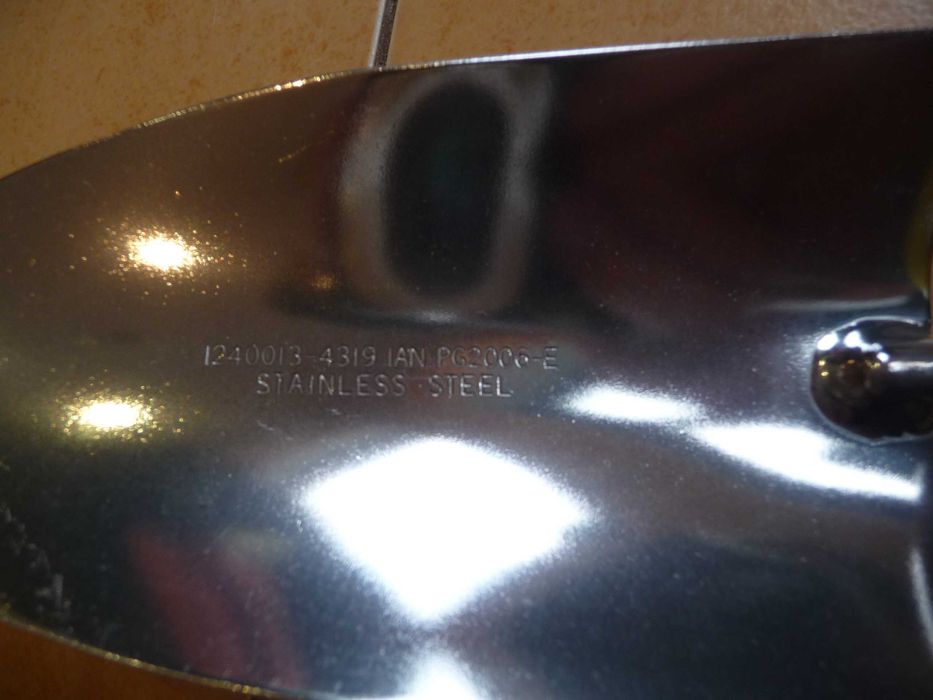 1240013-4319 IAN PG2006-E
STAINLESS STEEL